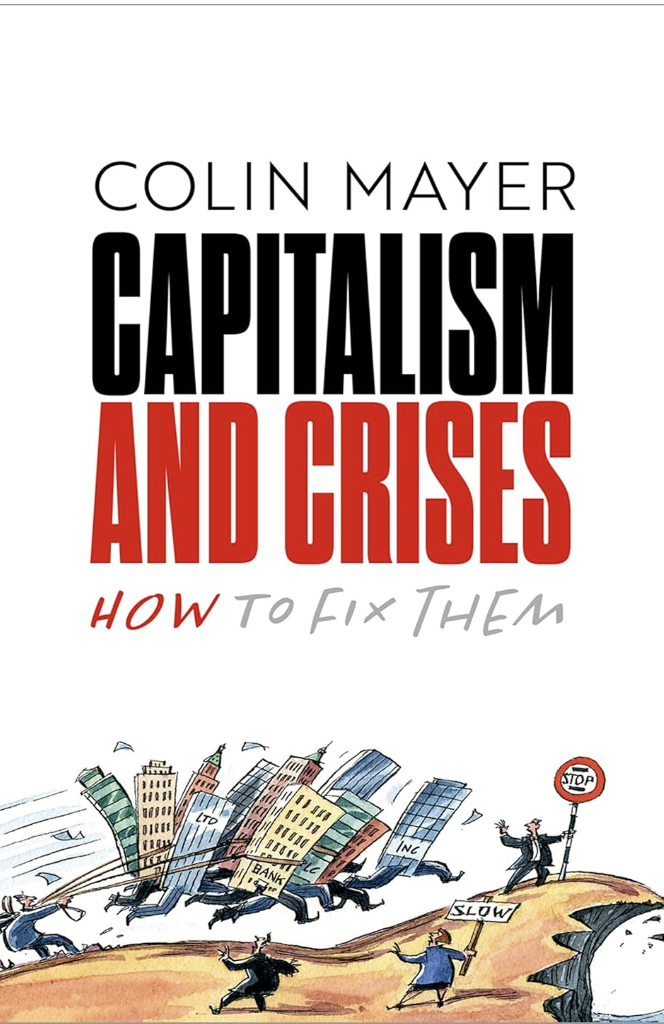 COLIN MAYER
CAPITALISM
AND CRISES
HOW TO FIX THEM
STOP
LTD
INC
BANK
SLOW